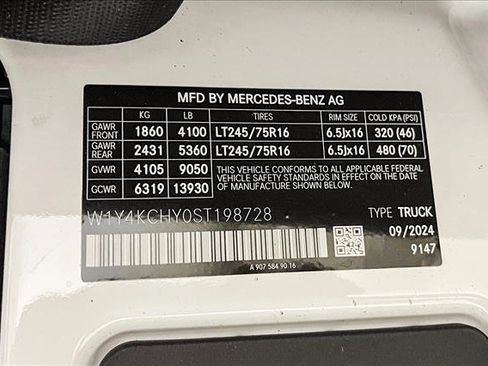 MFD BY MERCEDES-BENZ AG
KG LB TIRES RIM SIZE COLD KPA (PSI)
GAWR FRONT 1860 4100 LT245/75R16 6.5Jx16 320 (46)
GAWR REAR 2431 5360 LT245/75R16 6.5Jx16 480 (70)
GVWR 4105 9050 THIS VEHICLE CONFORMS TO ALL APPLICABLE FEDERAL MOTOR
VEHICLE SAFETY STANDARDS IN EFFECT ON THE DATE OF
GCWR 6319 13930 MANUFACTURE SHOWN ABOVE.
W1Y4KCHY0ST198728 TYPE TRUCK
09/2024
9147
A 907 584 90 16